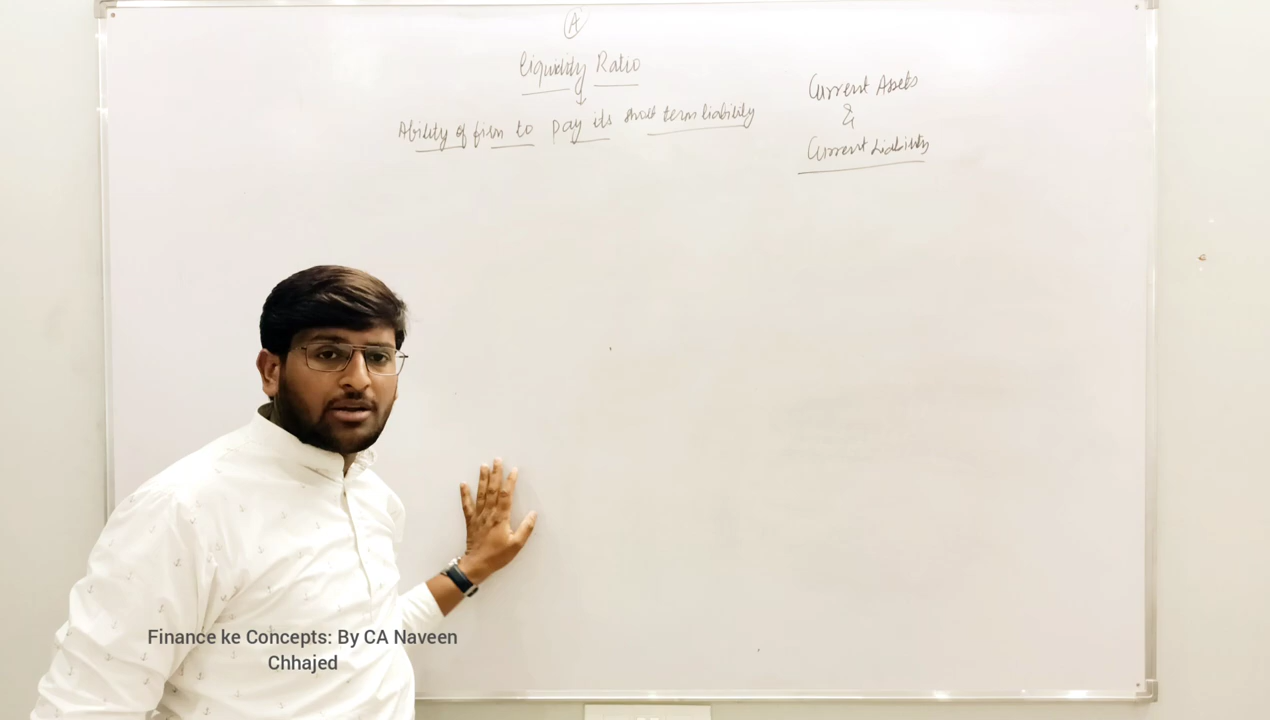 A
Liquidity Ratio
Ability of firm to pay its short term liability
Current Assets
&
Current Liability
Finance ke Concepts: By CA Naveen
Chhajed